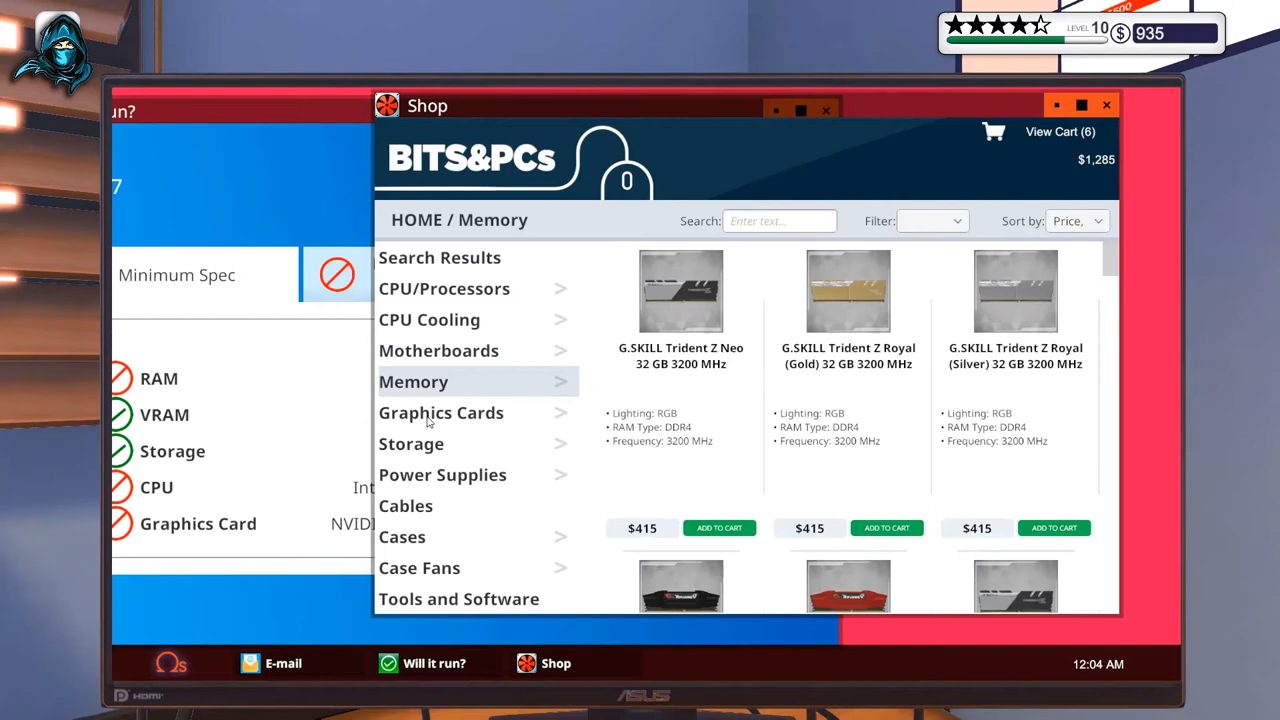 LEVEL 10
$ 935
un?
Shop
BITS&PCs
View Cart (6)
$1,285
7
HOME / Memory
Search:
Enter text...
Filter:
Sort by:
Price,
Minimum Spec
RAM
VRAM
Storage
CPU
Int
Graphics Card
NVIDI
Search Results
CPU/Processors >
CPU Cooling >
Motherboards >
Memory >
Graphics Cards >
Storage >
Power Supplies >
Cables
Cases >
Case Fans >
Tools and Software
G.SKILL Trident Z Neo
32 GB 3200 MHz
• Lighting: RGB
• RAM Type: DDR4
• Frequency: 3200 MHz
$415
ADD TO CART
G.SKILL Trident Z Royal
(Gold) 32 GB 3200 MHz
• Lighting: RGB
• RAM Type: DDR4
• Frequency: 3200 MHz
$415
ADD TO CART
G.SKILL Trident Z Royal
(Silver) 32 GB 3200 MHz
• Lighting: RGB
• RAM Type: DDR4
• Frequency: 3200 MHz
$415
ADD TO CART
Ωs
E-mail
Will it run?
Shop
12:04 AM
HDMI
ASUS